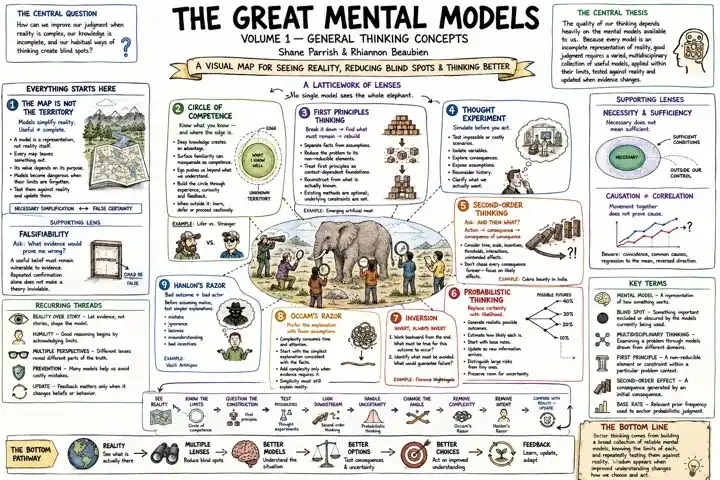 THE CENTRAL QUESTION
How can we improve our judgment when
reality is complex, our knowledge is
incomplete, and our habitual ways of
thinking create blind spots?
?
THE GREAT MENTAL MODELS
VOLUME 1 — GENERAL THINKING CONCEPTS
Shane Parrish & Rhiannon Beaubien
A VISUAL MAP FOR SEEING REALITY, REDUCING BLIND SPOTS & THINKING BETTER
THE CENTRAL THESIS
The quality of our thinking depends
heavily on the mental models available
to us. Because every model is an
incomplete representation of reality, good
judgment requires a varied, multidisciplinary
collection of useful models, applied within
their limits, tested against reality and
updated when evidence changes.
EVERYTHING STARTS HERE
1 THE MAP IS NOT
THE TERRITORY
Models simplify reality.
Useful ≠ complete.
• A model is a representation,
not reality itself.
• Every map leaves
something out.
• Its value depends on its purpose.
• Models become dangerous when
their limits are forgotten.
• Test them against reality
and update them.
NECESSARY SIMPLIFICATION ↔ FALSE CERTAINTY
SUPPORTING LENS
FALSIFIABILITY
Ask: What evidence would
prove me wrong?
A useful belief must remain
vulnerable to evidence.
Repeated confirmation
alone does not make a
theory inviolable.
HYPOTHESIS
COULD BE
FALSE
RECURRING THREADS
REALITY OVER STORY – Let evidence, not
stories, shape the model.
HUMILITY – Good reasoning begins by
acknowledging limits.
MULTIPLE PERSPECTIVES – Different lenses
reveal different parts of the truth.
PREVENTION – Many models help us avoid
costly mistakes.
UPDATE – Feedback matters only when it
changes beliefs or behavior.
A LATTICEWORK OF LENSES
No single model sees the whole elephant.
2 CIRCLE OF
COMPETENCE
Know what you know —
and where the edge is.
• Deep knowledge creates
an advantage.
• Surface familiarity can
masquerade as competence.
• Ego pushes us beyond what
we understand.
• Build the circle through
experience, curiosity
and feedback.
• When outside it: learn,
defer or proceed cautiously.
EDGE
WHAT I
KNOW WELL
UNKNOWN
TERRITORY
Example: Lifer vs. Stranger
VS.
3 FIRST PRINCIPLES
THINKING
Break it down → find what
must remain → rebuild
• Separate facts from assumptions.
• Reduce the problem to its
non-reducible elements.
• Treat first principles as
context-dependent foundations.
• Reconstruct from what
is actually known.
• Existing methods are optional;
underlying constraints are not.
Example: Emerging artificial meat
4 THOUGHT
EXPERIMENT
Simulate before you act.
• Test impossible or costly
scenarios.
• Isolate variables.
• Explore consequences.
• Expose assumptions.
• Reconsider history.
• Clarify what we
actually want.
5 SECOND-ORDER
THINKING
Ask: AND THEN WHAT?
Action → consequence →
consequence of consequence
• Consider time, scale, incentives,
thresholds, interactions,
unintended effects.
• Don't chase every consequence
forever — focus on likely
effects.
...?!
Example: Cobra bounty in India
6 PROBABILISTIC
THINKING
Replace certainty
with likelihood.
• Generate realistic possible
outcomes.
• Estimate how likely each is.
• Start with base rates.
• Update as new information
arrives.
• Distinguish large
risks from tiny ones.
• Preserve room for uncertainty.
POSSIBLE FUTURES
40%
30%
20%
10%
7 INVERSION
INVERT, ALWAYS INVERT
1. Work backward from the end.
What must be true for this
outcome to occur?
2. Identify what must be avoided.
What would guarantee failure?
Example: Florence Nightingale
8 OCCAM'S RAZOR
Prefer the explanation
with fewer assumptions.
• Complexity consumes time
and attention.
• Start with the simplest
explanation consistent
with the facts.
• Add complexity only when
evidence requires it.
• Simplicity must still
explain reality.
9 HANLON'S RAZOR
Bad outcome ≠ bad actor
Before assuming malice,
test simpler explanations:
• mistake
• ignorance
• laziness
• misunderstanding
• bad incentives
Example:
Vasili Arkhipov
SUPPORTING LENSES
NECESSITY & SUFFICIENCY
Necessary does not
mean sufficient.
NECESSARY
SUFFICIENT
CONDITIONS
OUTSIDE
OUR CONTROL
CAUSATION ≠ CORRELATION
Movement together
does not prove cause.
?
Beware: coincidence, common causes,
regression to the mean, reversed direction.
KEY TERMS
MENTAL MODEL – A representation of
how something works.
BLIND SPOT – Something important
excluded or obscured by the models
currently being used.
MULTIDISCIPLINARY THINKING –
Examining a problem through models
drawn from different domains.
FIRST PRINCIPLE – A non-reducible
element or constraint within a
particular problem context.
SECOND-ORDER EFFECT – A
consequence generated by an
initial consequence.
BASE RATE – Relevant prior frequency
used to anchor probability judgment.
SEE
REALITY
KNOW THE
LIMITS
Circle of
competence
QUESTION THE
CONSTRUCTION
First
principles
TEST
POSSIBILITIES
Thought
experiments
LOOK
DOWNSTREAM
Second-order
thinking
HANDLE
UNCERTAINTY
Probabilistic
thinking
CHANGE THE
ANGLE
Inversion
REMOVE
COMPLEXITY
Occam's
Razor
REMOVE
INTENT
Hanlon's
Razor
COMPARE WITH
REALITY → UPDATE
THE BOTTOM
PATHWAY
REALITY
See what is
actually there
MULTIPLE
LENSES
Reduce blind spots
BETTER
MODELS
Understand the
situation
BETTER
OPTIONS
Test consequences
& uncertainty
BETTER
CHOICES
Act on improved
understanding
FEEDBACK
Learn, update,
adapt
THE BOTTOM LINE
Better thinking comes from building
a broad collection of reliable mental
models, knowing the limits of each,
and repeatedly testing them against
reality. Wisdom appears when
improved understanding changes
how we choose and act.